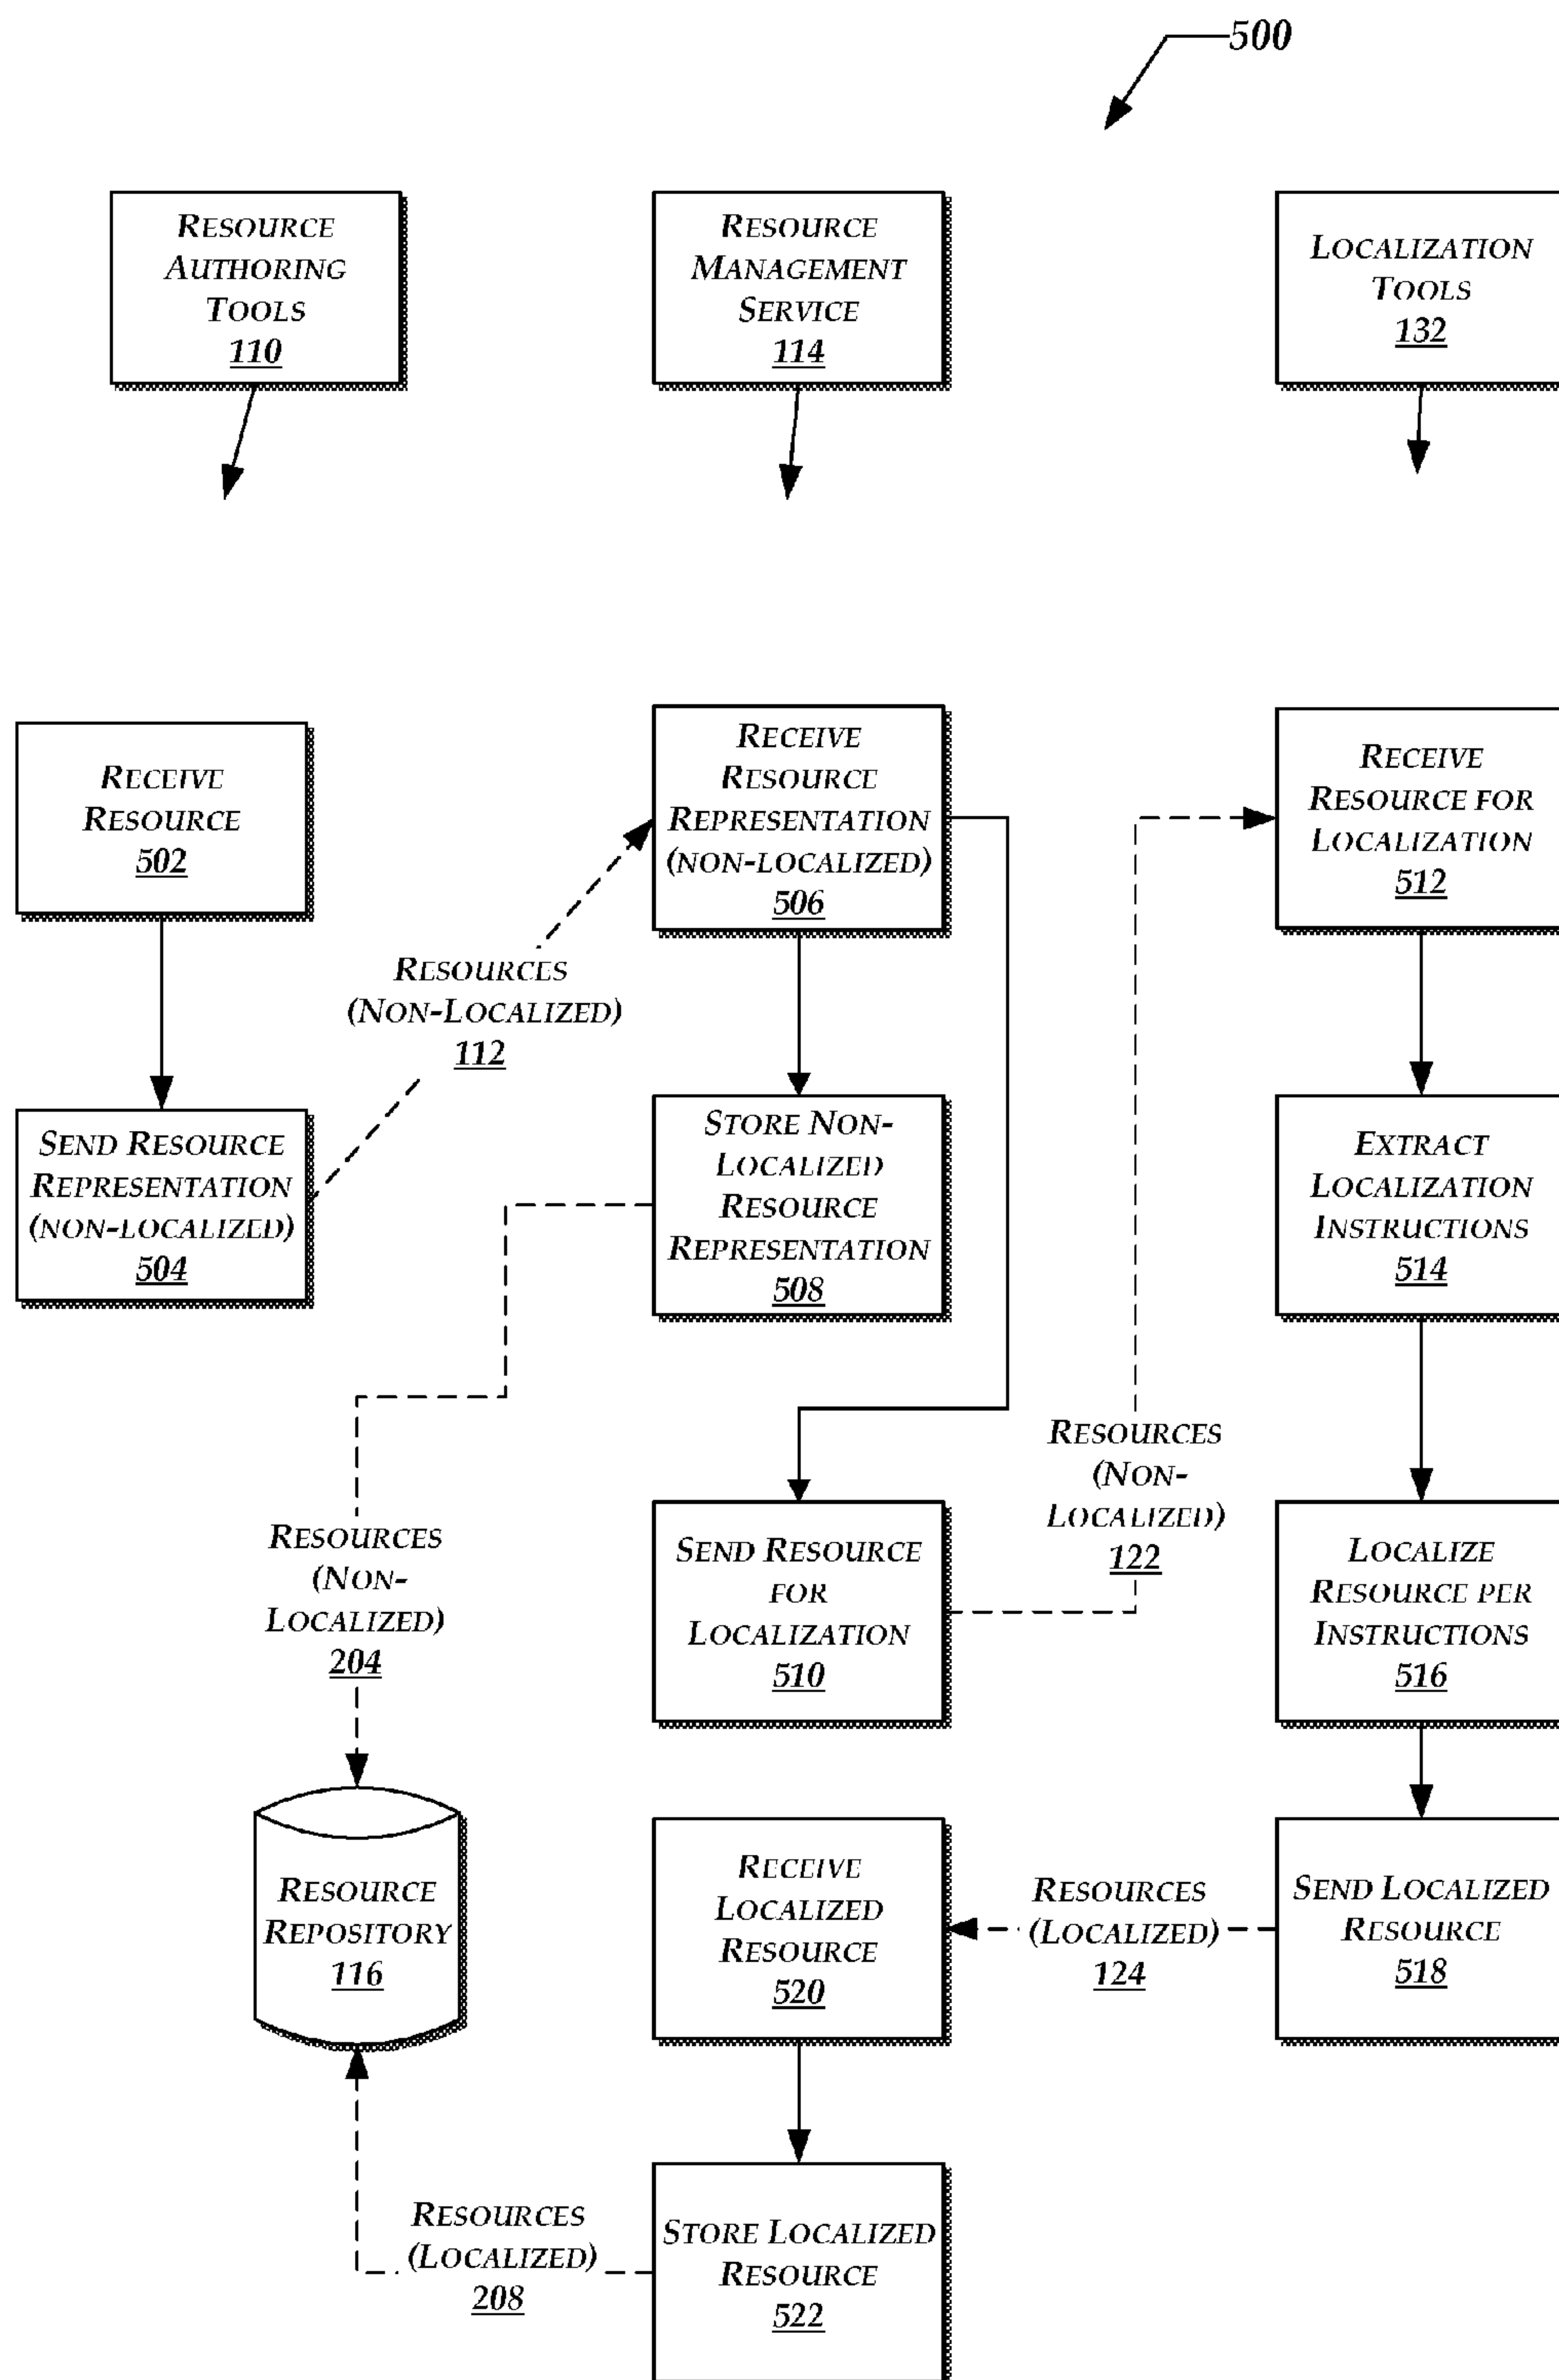 500
RESOURCE
AUTHORING
TOOLS
110
RESOURCE
MANAGEMENT
SERVICE
114
LOCALIZATION
TOOLS
132
RECEIVE
RESOURCE
502
RECEIVE
RESOURCE
REPRESENTATION
(NON-LOCALIZED)
506
RECEIVE
RESOURCE FOR
LOCALIZATION
512
RESOURCES
(NON-LOCALIZED)
112
SEND RESOURCE
REPRESENTATION
(NON-LOCALIZED)
504
STORE NON-
LOCALIZED
RESOURCE
REPRESENTATION
508
EXTRACT
LOCALIZATION
INSTRUCTIONS
514
RESOURCES
(NON-
LOCALIZED)
204
SEND RESOURCE
FOR
LOCALIZATION
510
RESOURCES
(NON-
LOCALIZED)
122
LOCALIZE
RESOURCE PER
INSTRUCTIONS
516
RESOURCE
REPOSITORY
116
RECEIVE
LOCALIZED
RESOURCE
520
RESOURCES
(LOCALIZED)
124
SEND LOCALIZED
RESOURCE
518
RESOURCES
(LOCALIZED)
208
STORE LOCALIZED
RESOURCE
522